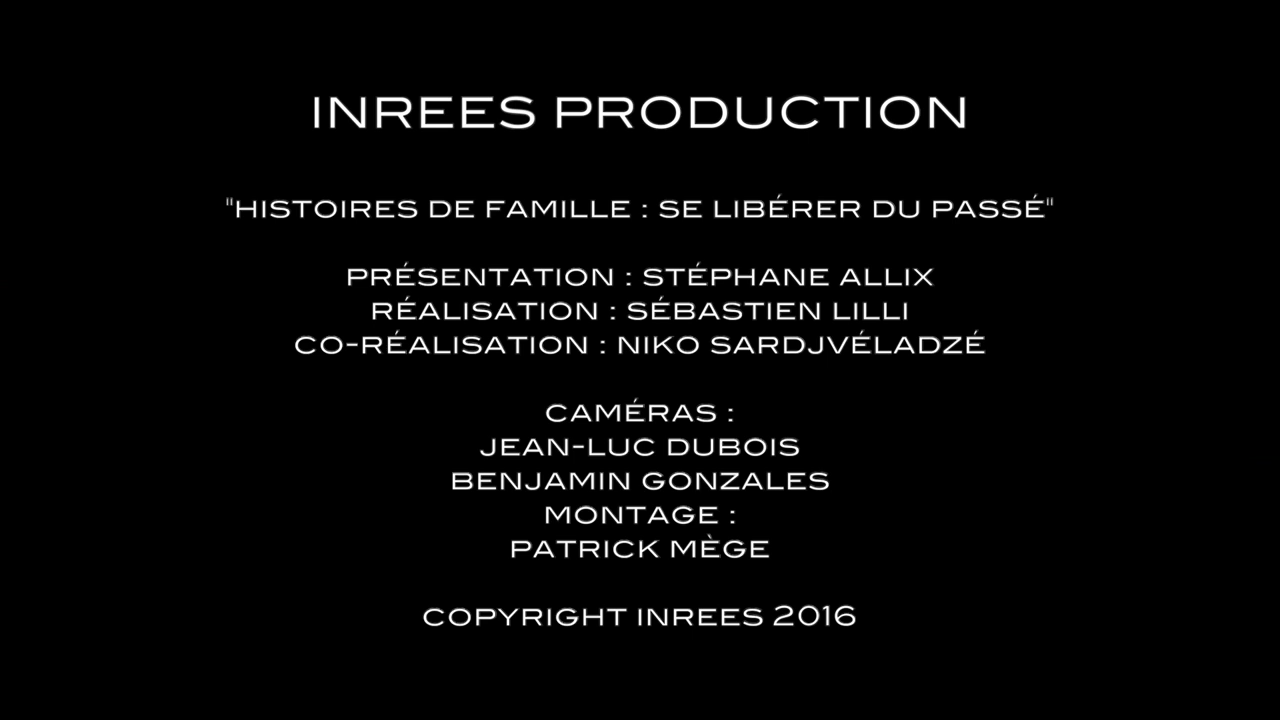 INREES PRODUCTION
"HISTOIRES DE FAMILLE : SE LIBÉRER DU PASSÉ"
PRÉSENTATION : STÉPHANE ALLIX
RÉALISATION : SÉBASTIEN LILLI
CO-RÉALISATION : NIKO SARDJVÉLADZÉ
CAMÉRAS :
JEAN-LUC DUBOIS
BENJAMIN GONZALES
MONTAGE :
PATRICK MÈGE
COPYRIGHT INREES 2016